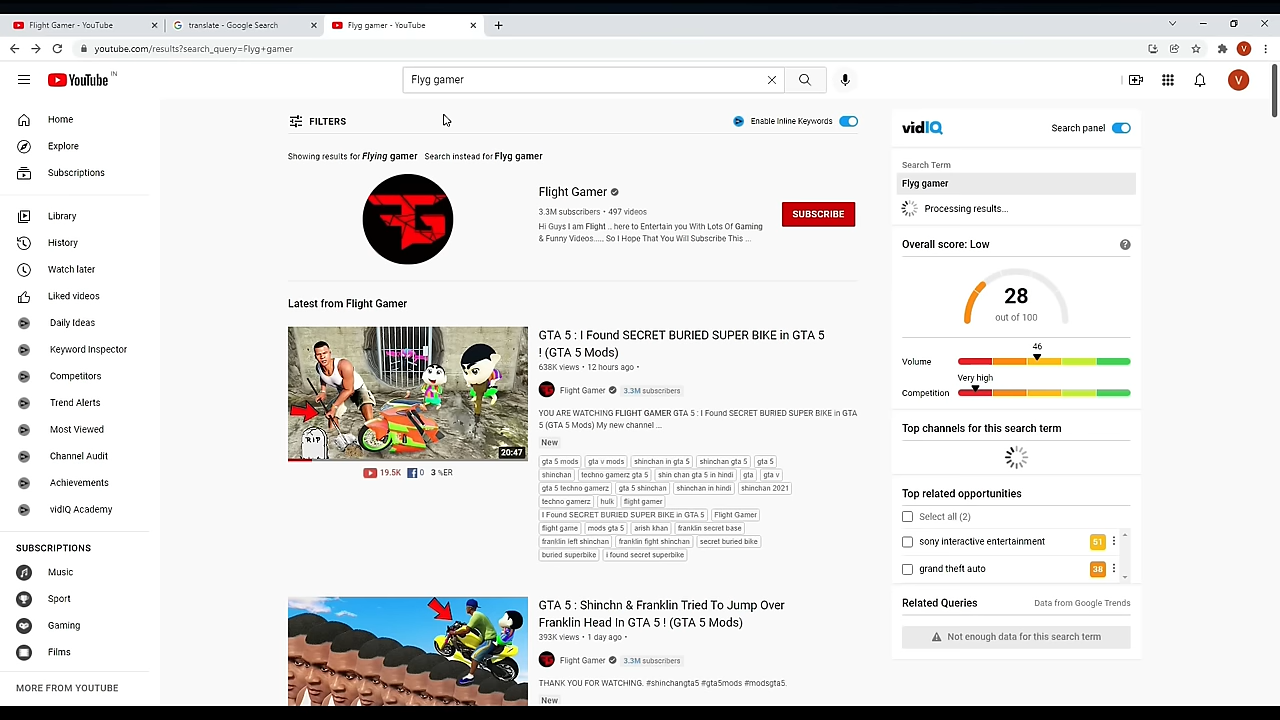 Flight Gamer - YouTube
translate - Google Search
Flyg gamer - YouTube
youtube.com/results?search_query=Flyg+gamer
V
YouTube IN
Flyg gamer
V
Home
Explore
Subscriptions
Library
History
Watch later
Liked videos
Daily Ideas
Keyword Inspector
Competitors
Trend Alerts
Most Viewed
Channel Audit
Achievements
vidIQ Academy
SUBSCRIPTIONS
Music
Sport
Gaming
Films
MORE FROM YOUTUBE
FILTERS
Enable Inline Keywords
Showing results for Flying gamer Search instead for Flyg gamer
FG
Flight Gamer
3.3M subscribers • 497 videos
Hi Guys I am Flight .. here to Entertain you With Lots Of Gaming
& Funny Videos..... So I Hope That You Will Subscribe This ...
SUBSCRIBE
Latest from Flight Gamer
RIP
20:47
19.5K 0 3 %ER
GTA 5 : I Found SECRET BURIED SUPER BIKE in GTA 5
! (GTA 5 Mods)
638K views • 12 hours ago •
Flight Gamer 3.3M subscribers
YOU ARE WATCHING FLIGHT GAMER GTA 5 : I Found SECRET BURIED SUPER BIKE in GTA
5 (GTA 5 Mods) My new channel ...
New
gta 5 mods gta v mods shinchan in gta 5 shinchan gta 5 gta 5
shinchan techno gamerz gta 5 shin chan gta 5 in hindi gta gta v
gta 5 techno gamerz gta 5 shinchan shinchan in hindi shinchan 2021
techno gamerz hulk flight gamer
I Found SECRET BURIED SUPER BIKE in GTA 5 Flight Gamer
flight game mods gta 5 arish khan franklin secret base
franklin left shinchan franklin fight shinchan secret buried bike
buried superbike i found secret superbike
GTA 5 : Shinchn & Franklin Tried To Jump Over
Franklin Head In GTA 5 ! (GTA 5 Mods)
393K views • 1 day ago •
Flight Gamer 3.3M subscribers
THANK YOU FOR WATCHING. #shinchangta5 #gta5mods #modsgta5.
New
vidIQ
Search panel
Search Term
Flyg gamer
Processing results...
Overall score: Low ?
28
out of 100
46
Volume
Very high
Competition
Top channels for this search term
Top related opportunities
Select all (2)
sony interactive entertainment 51
grand theft auto 38
Related Queries Data from Google Trends
Not enough data for this search term